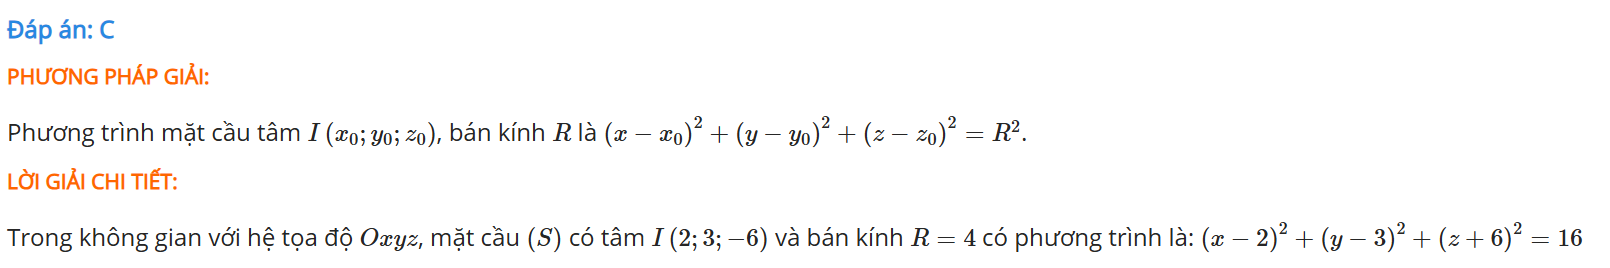 Đáp án: C
PHƯƠNG PHÁP GIẢI:
Phương trình mặt cầu tâm I (x₀; y₀; z₀), bán kính R là (x − x₀)² + (y − y₀)² + (z − z₀)² = R².
LỜI GIẢI CHI TIẾT:
Trong không gian với hệ tọa độ Oxyz, mặt cầu (S) có tâm I (2; 3; −6) và bán kính R = 4 có phương trình là: (x − 2)² + (y − 3)² + (z + 6)² = 16